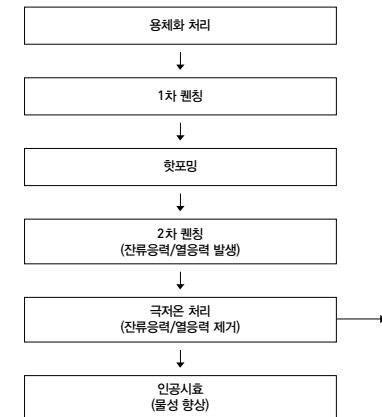 용체화 처리
1차 퀜칭
핫포밍
2차 퀜칭
(잔류응력/열응력 발생)
극저온 처리
(잔류응력/열응력 제거)
인공시효
(물성 향상)